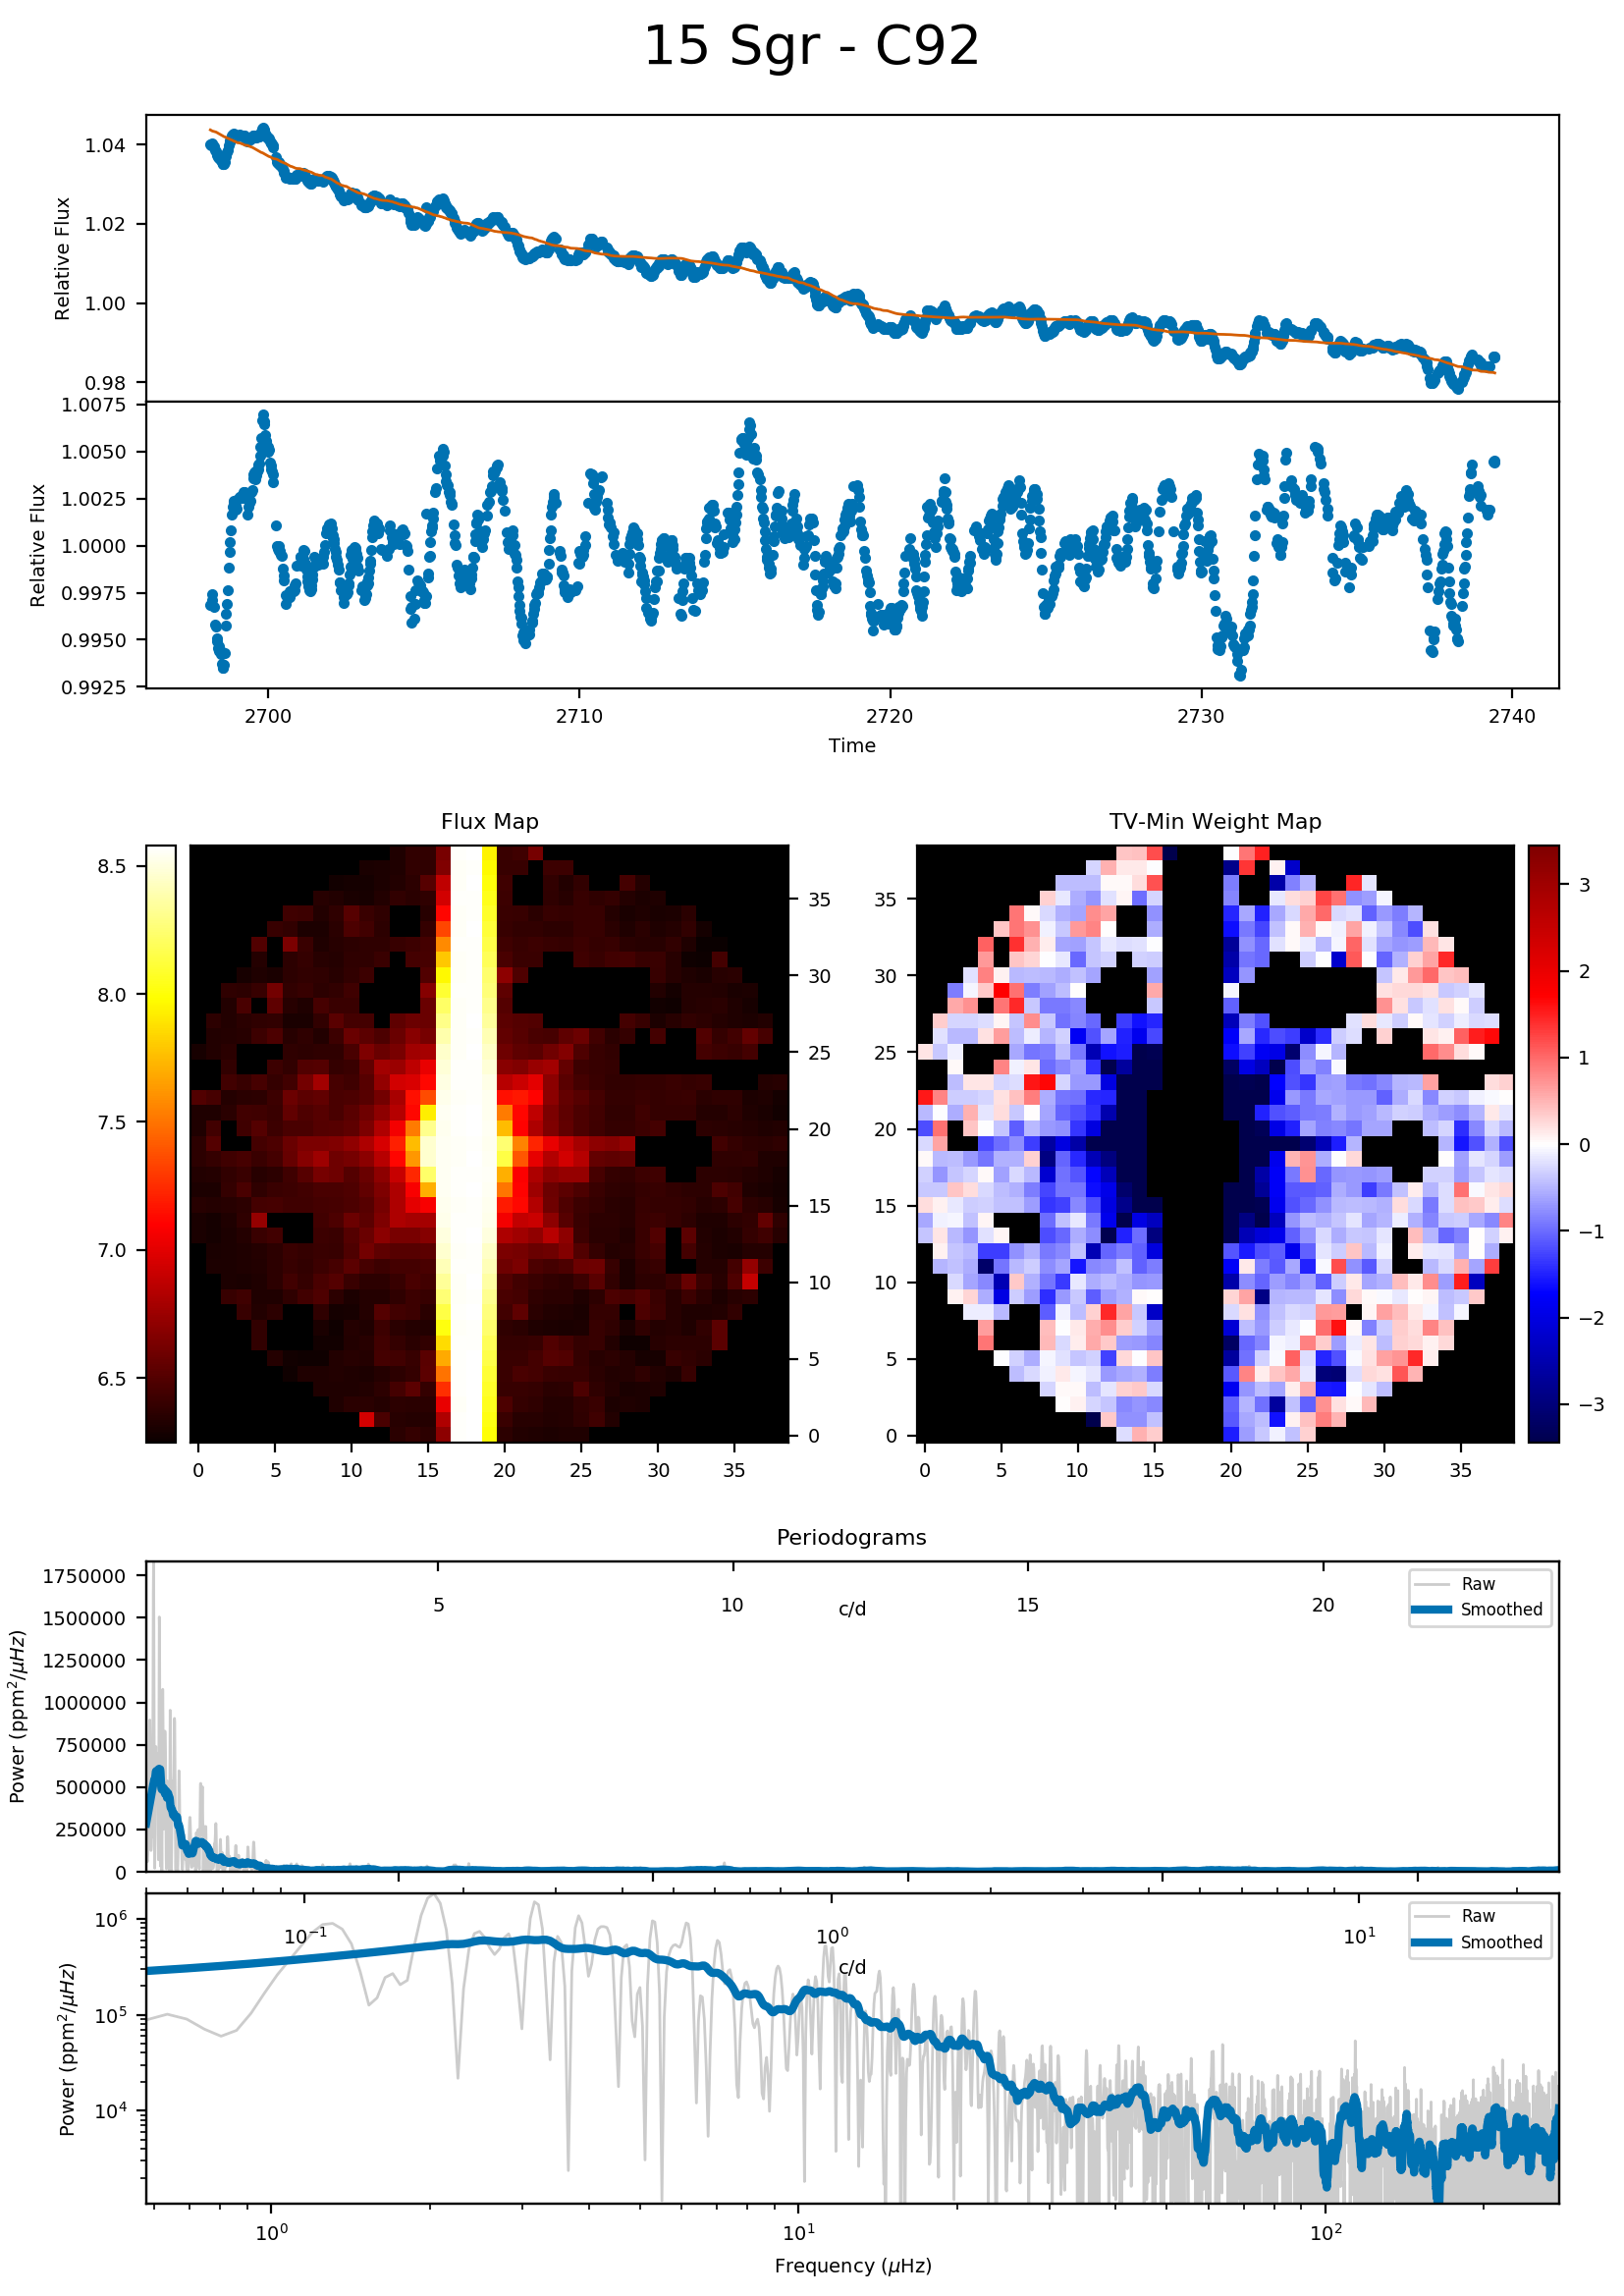 15 Sgr - C92
1.04
1.02
1.00
0.98
Relative Flux
1.0075
1.0050
1.0025
1.0000
0.9975
0.9950
0.9925
Relative Flux
2700 2710 2720 2730 2740
Time
Flux Map
8.5
8.0
7.5
7.0
6.5
35
30
25
20
15
10
5
0
0 5 10 15 20 25 30 35
TV-Min Weight Map
35
30
25
20
15
10
5
0
0 5 10 15 20 25 30 35
3
2
1
0
−1
−2
−3
Periodograms
1750000
1500000
1250000
1000000
750000
500000
250000
0
Power (ppm²/μHz)
5 10 15 20
c/d
Raw
Smoothed
10⁶
10⁵
10⁴
Power (ppm²/μHz)
10⁻¹ 10⁰ 10¹
c/d
Raw
Smoothed
10⁰ 10¹ 10²
Frequency (μHz)